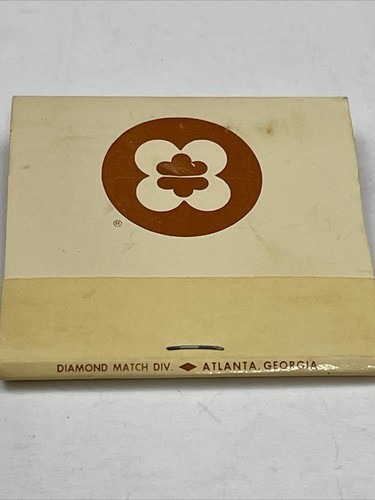 ®
DIAMOND MATCH DIV. ATLANTA, GEORGIA